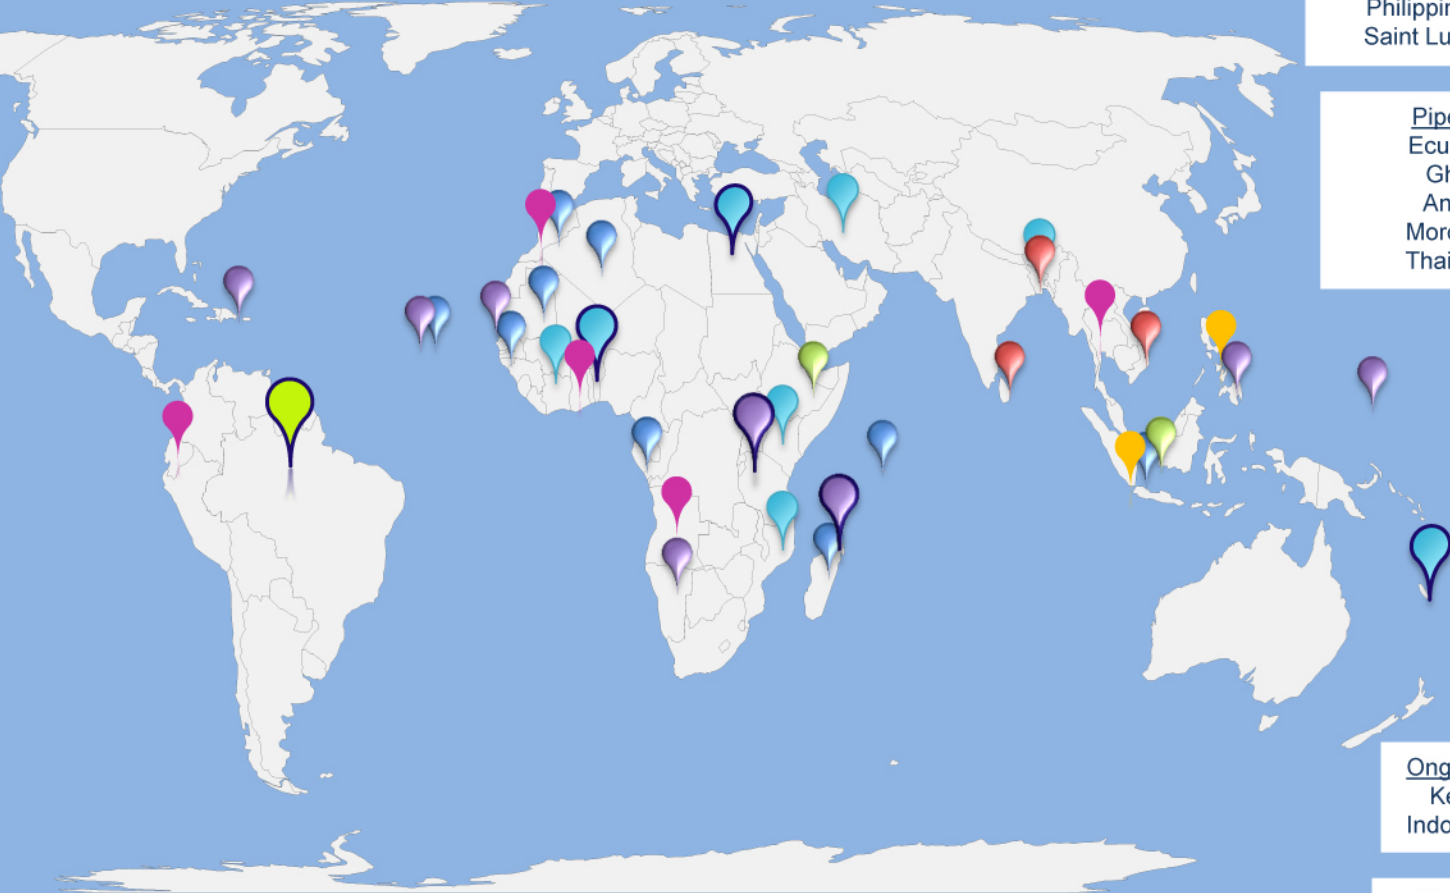 Philippin
Saint Lu
Pipe
Ecu
Gh
An
Moro
Thai
Ong
Ke
Indo